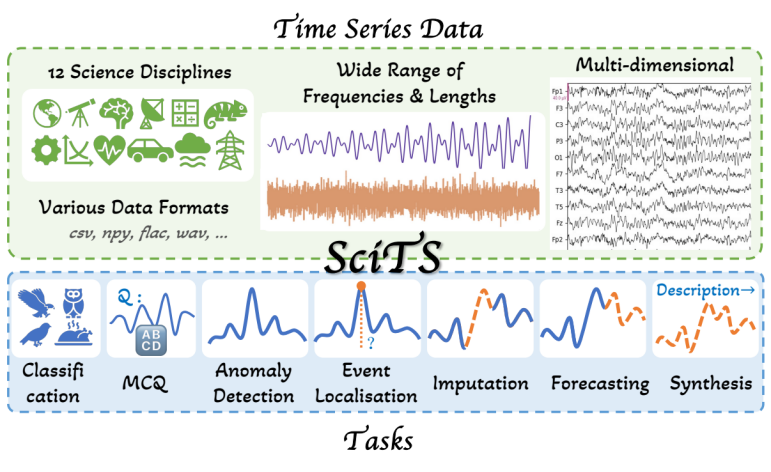 Time Series Data
12 Science Disciplines
Various Data Formats
csv, npy, flac, wav, ...
Wide Range of
Frequencies & Lengths
Multi-dimensional
Fp1
F3
C3
P3
O1
F7
T3
T5
Fz
Fp2
SciTS
Q:
AB
CD
?
Description→
Classifi
cation
MCQ
Anomaly
Detection
Event
Localisation
Imputation
Forecasting
Synthesis
Tasks